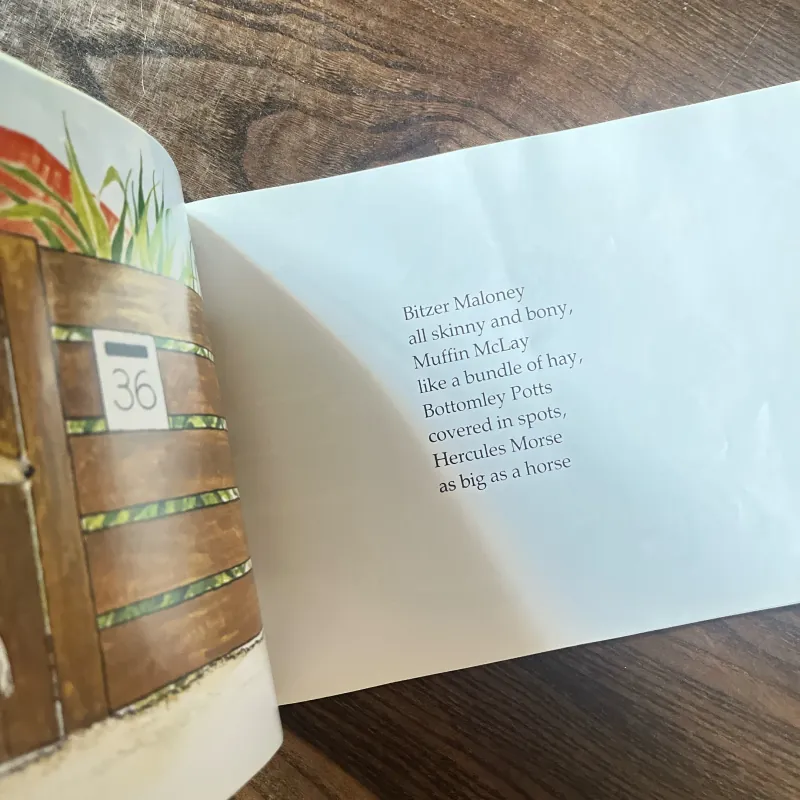 36
Bitzer Maloney
all skinny and bony,
Muffin McLay
like a bundle of hay,
Bottomley Potts
covered in spots,
Hercules Morse
as big as a horse